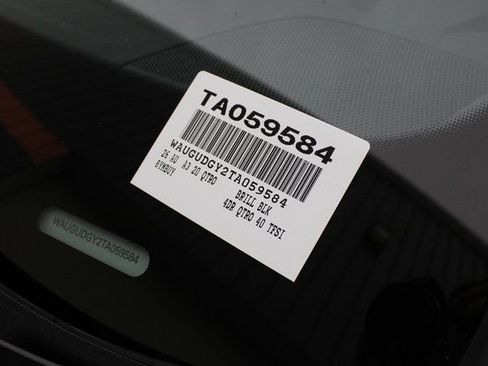 TA059584
WAUGUDGY2TA059584
26 AU A3 20 QTRO BRILL BLK
8YMBUY 4DR QTRO 40 TFSI
WAUGUDGY2TA059584